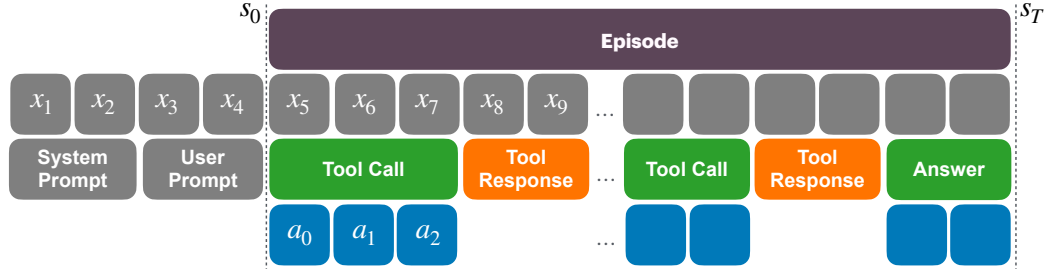 s₀ s_T
Episode
x₁ x₂ x₃ x₄ x₅ x₆ x₇ x₈ x₉ ...
System Prompt User Prompt Tool Call Tool Response ... Tool Call Tool Response Answer
a₀ a₁ a₂ ...